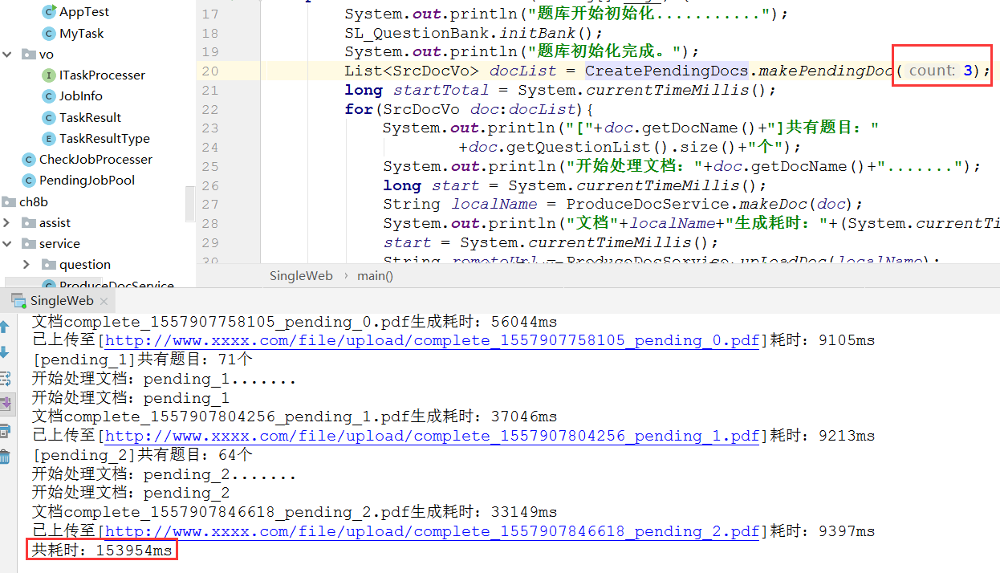 AppTest
MyTask
vo
ITaskProcesser
JobInfo
TaskResult
TaskResultType
CheckJobProcesser
PendingJobPool
ch8b
assist
service
question
ProduceDocService
17 System.out.println("题库开始初始化...........");
18 SL_QuestionBank.initBank();
19 System.out.println("题库初始化完成。");
20 List<SrcDocVo> docList = CreatePendingDocs.makePendingDoc( count: 3);
21 long startTotal = System.currentTimeMillis();
22 for(SrcDocVo doc:docList){
23 System.out.println("["+doc.getDocName()+"]共有题目："
24 +doc.getQuestionList().size()+"个");
25 System.out.println("开始处理文档："+doc.getDocName()+".......");
26 long start = System.currentTimeMillis();
27 String localName = ProduceDocService.makeDoc(doc);
28 System.out.println("文档"+localName+"生成耗时："+(System.currentTi
29 start = System.currentTimeMillis();
30 String remoteUrl = ProduceDocService.upLoadDoc(localName);
SingleWeb › main()
SingleWeb ×
文档complete_1557907758105_pending_0.pdf生成耗时：56044ms
已上传至[http://www.xxxx.com/file/upload/complete_1557907758105_pending_0.pdf]耗时：9105ms
[pending_1]共有题目：71个
开始处理文档：pending_1.......
开始处理文档：pending_1
文档complete_1557907804256_pending_1.pdf生成耗时：37046ms
已上传至[http://www.xxxx.com/file/upload/complete_1557907804256_pending_1.pdf]耗时：9213ms
[pending_2]共有题目：64个
开始处理文档：pending_2.......
开始处理文档：pending_2
文档complete_1557907846618_pending_2.pdf生成耗时：33149ms
已上传至[http://www.xxxx.com/file/upload/complete_1557907846618_pending_2.pdf]耗时：9397ms
共耗时：153954ms